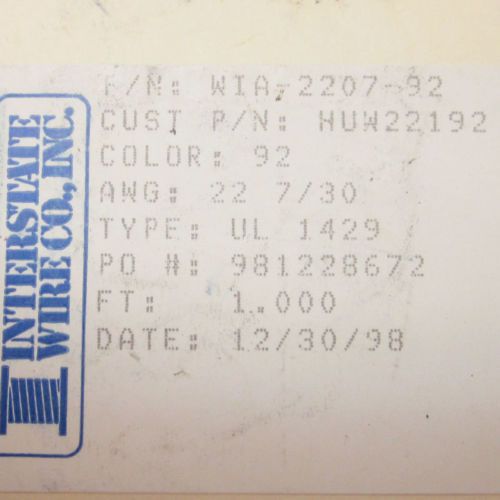 P/N: WIA-2207-92
CUST P/N: HUW22192
COLOR: 92
AWG: 22 7/30
TYPE: UL 1429
PO #: 981228672
FT: 1.000
DATE: 12/30/98
INTERSTATE
WIRE CO., INC.